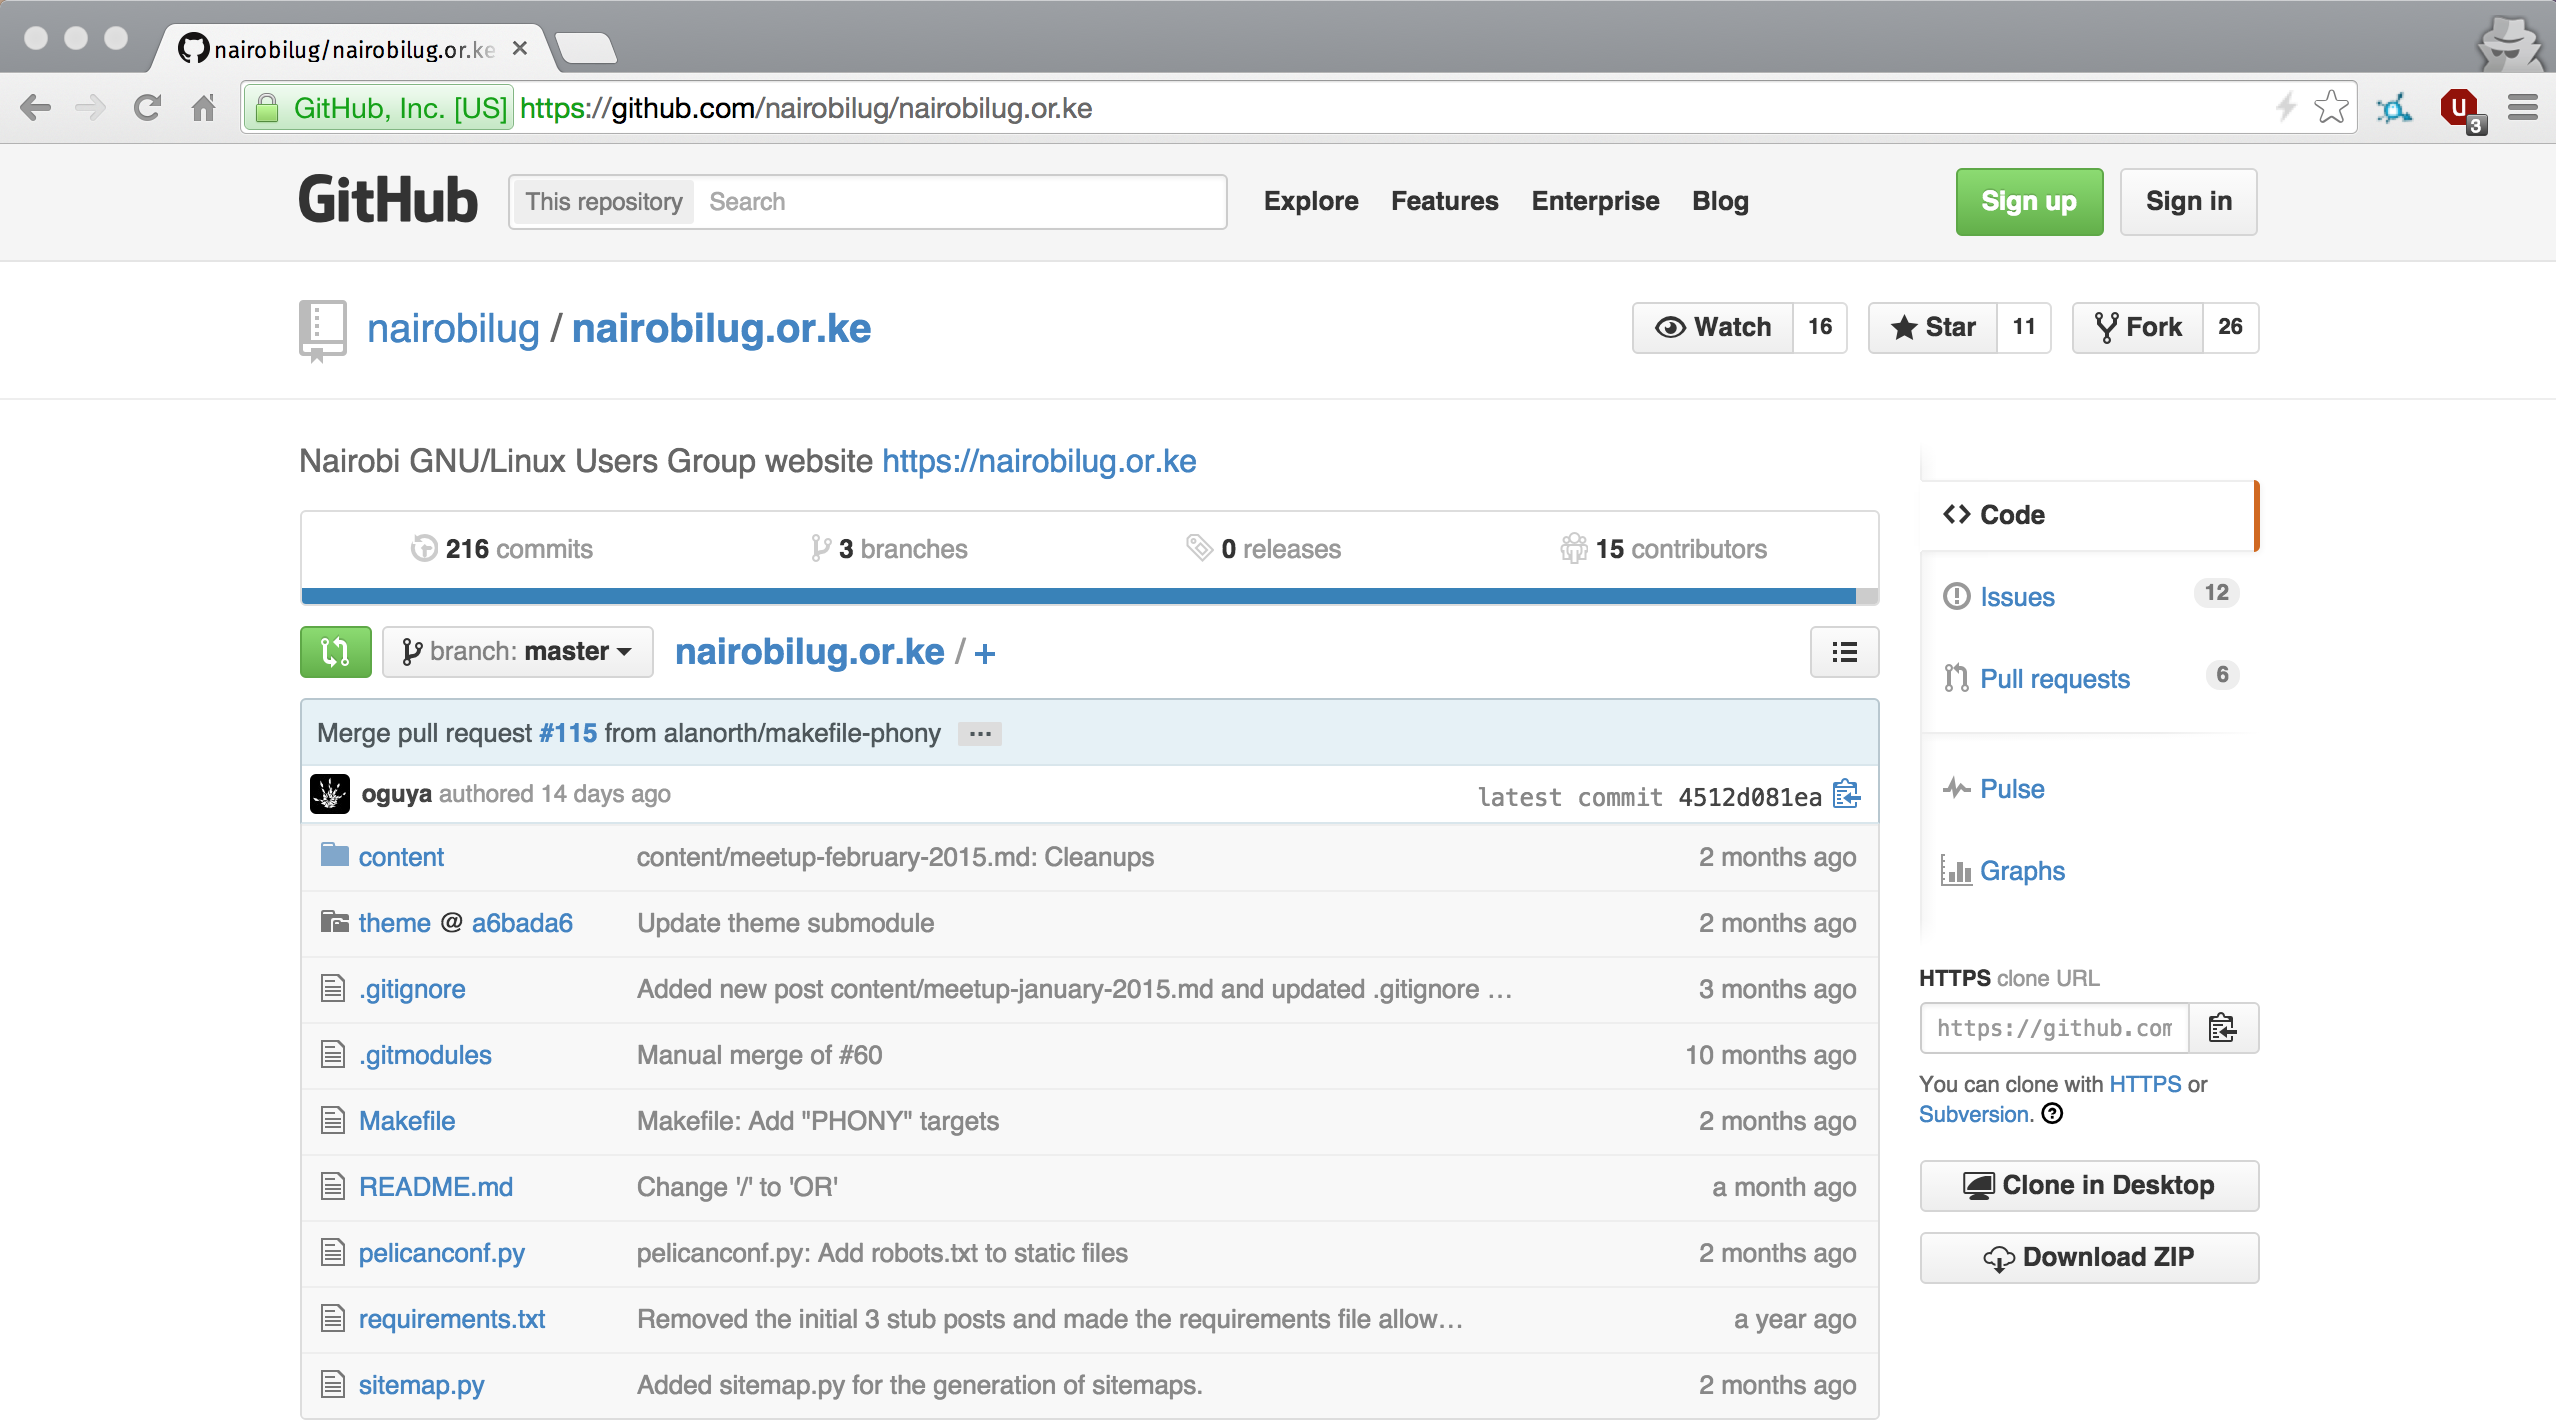 nairobilug/nairobilug.or.ke
GitHub, Inc. [US] https://github.com/nairobilug/nairobilug.or.ke
U
3
GitHub
This repository Search
Explore Features Enterprise Blog
Sign up Sign in
nairobilug / nairobilug.or.ke
Watch 16 Star 11 Fork 26
Nairobi GNU/Linux Users Group website https://nairobilug.or.ke
216 commits 3 branches 0 releases 15 contributors
branch: master nairobilug.or.ke / +
Merge pull request #115 from alanorth/makefile-phony ...
oguya authored 14 days ago latest commit 4512d081ea
content content/meetup-february-2015.md: Cleanups 2 months ago
theme @ a6bada6 Update theme submodule 2 months ago
.gitignore Added new post content/meetup-january-2015.md and updated .gitignore … 3 months ago
.gitmodules Manual merge of #60 10 months ago
Makefile Makefile: Add "PHONY" targets 2 months ago
README.md Change '/' to 'OR' a month ago
pelicanconf.py pelicanconf.py: Add robots.txt to static files 2 months ago
requirements.txt Removed the initial 3 stub posts and made the requirements file allow… a year ago
sitemap.py Added sitemap.py for the generation of sitemaps. 2 months ago
Code
Issues 12
Pull requests 6
Pulse
Graphs
HTTPS clone URL
https://github.com
You can clone with HTTPS or
Subversion.
Clone in Desktop
Download ZIP